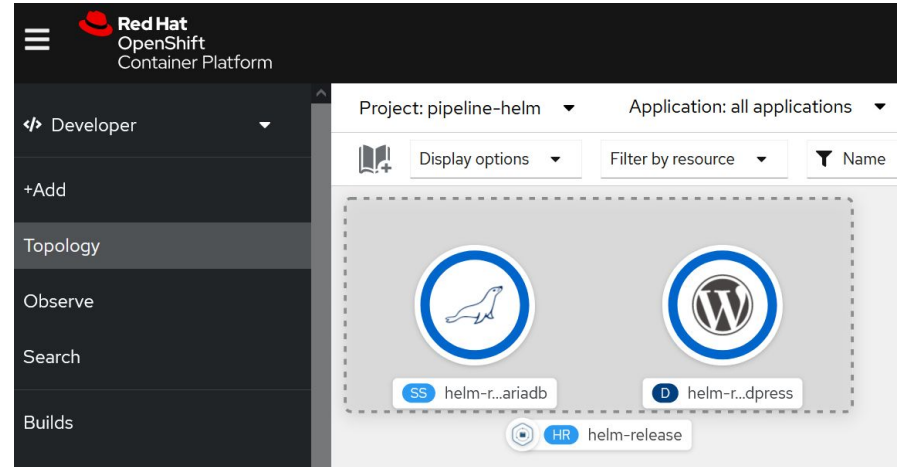 Red Hat
OpenShift
Container Platform
</> Developer
+Add
Topology
Observe
Search
Builds
Project: pipeline-helm
Application: all applications
Display options
Filter by resource
Name
SS helm-r...ariadb
D helm-r...dpress
HR helm-release